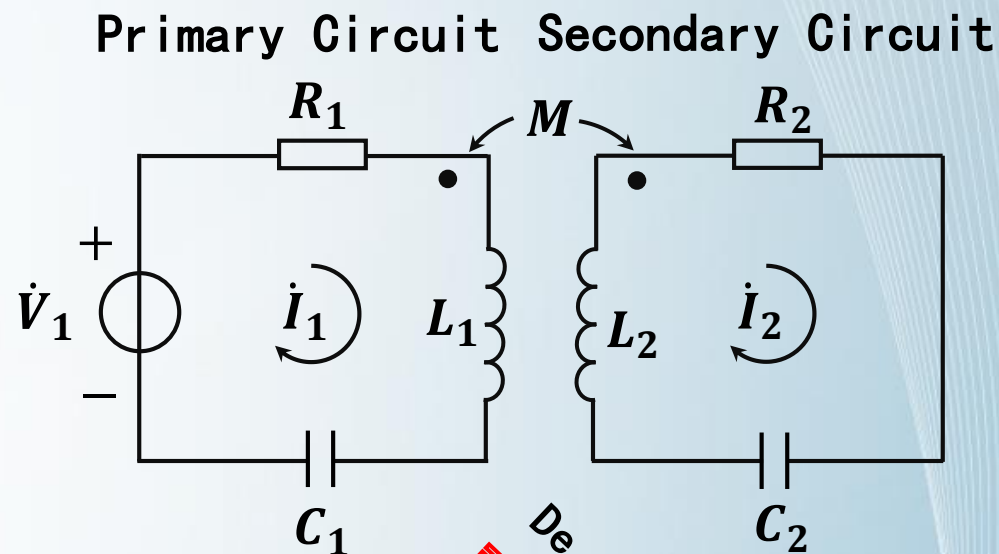 Primary Circuit Secondary Circuit
R₁ M R₂
+
V̇₁ İ₁ L₁ L₂ İ₂
−
C₁ De C₂